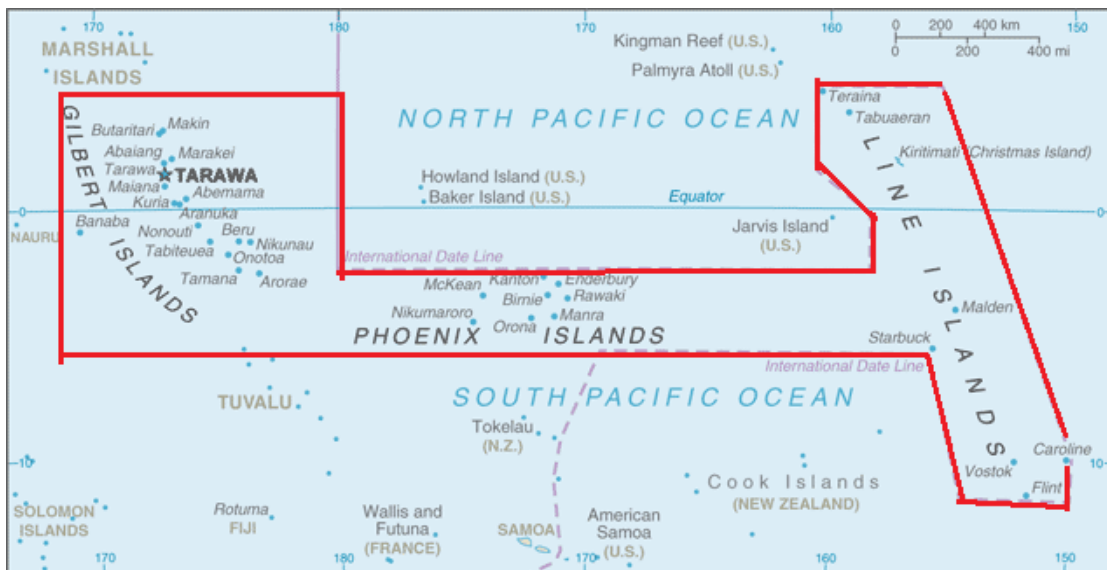 170
180
170
160
150
0 200 400 km
0 200 400 mi
MARSHALL
ISLANDS
Kingman Reef (U.S.)
Palmyra Atoll (U.S.)
Teraina
Tabuaeran
GILBERT ISLANDS
NORTH PACIFIC OCEAN
LINE ISLANDS
Kiritimati (Christmas Island)
Makin
Butaritari
Abaiang
Marakei
Tarawa
TARAWA
Maiana
Abemama
Kuria
Aranuka
Howland Island (U.S.)
Baker Island (U.S.)
Equator
0
0
NAURU
Banaba
Nonouti
Beru
Nikunau
Tabiteuea
Onotoa
Tamana
Arorae
Jarvis Island
(U.S.)
International Date Line
McKean
Kanton
Enderbury
Birnie
Rawaki
Nikumaroro
Orona
Manra
PHOENIX ISLANDS
Malden
Starbuck
International Date Line
TUVALU
SOUTH PACIFIC OCEAN
Tokelau
(N.Z.)
Caroline
Vostok
Flint
10
10
Cook Islands
(NEW ZEALAND)
SOLOMON
ISLANDS
Rotuma
FIJI
Wallis and
Futuna
(FRANCE)
SAMOA
American
Samoa
(U.S.)
170
180
170
160
150